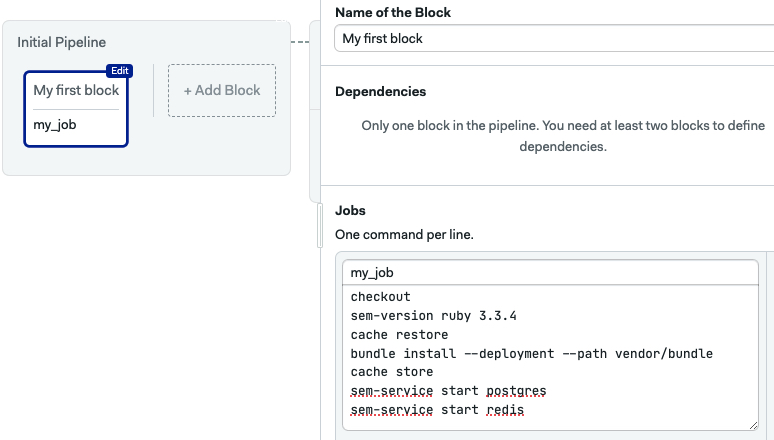 Initial Pipeline
Edit
My first block
my_job
+ Add Block
Name of the Block
My first block
Dependencies
Only one block in the pipeline. You need at least two blocks to define
dependencies.
Jobs
One command per line.
my_job
checkout
sem-version ruby 3.3.4
cache restore
bundle install --deployment --path vendor/bundle
cache store
sem-service start postgres
sem-service start redis